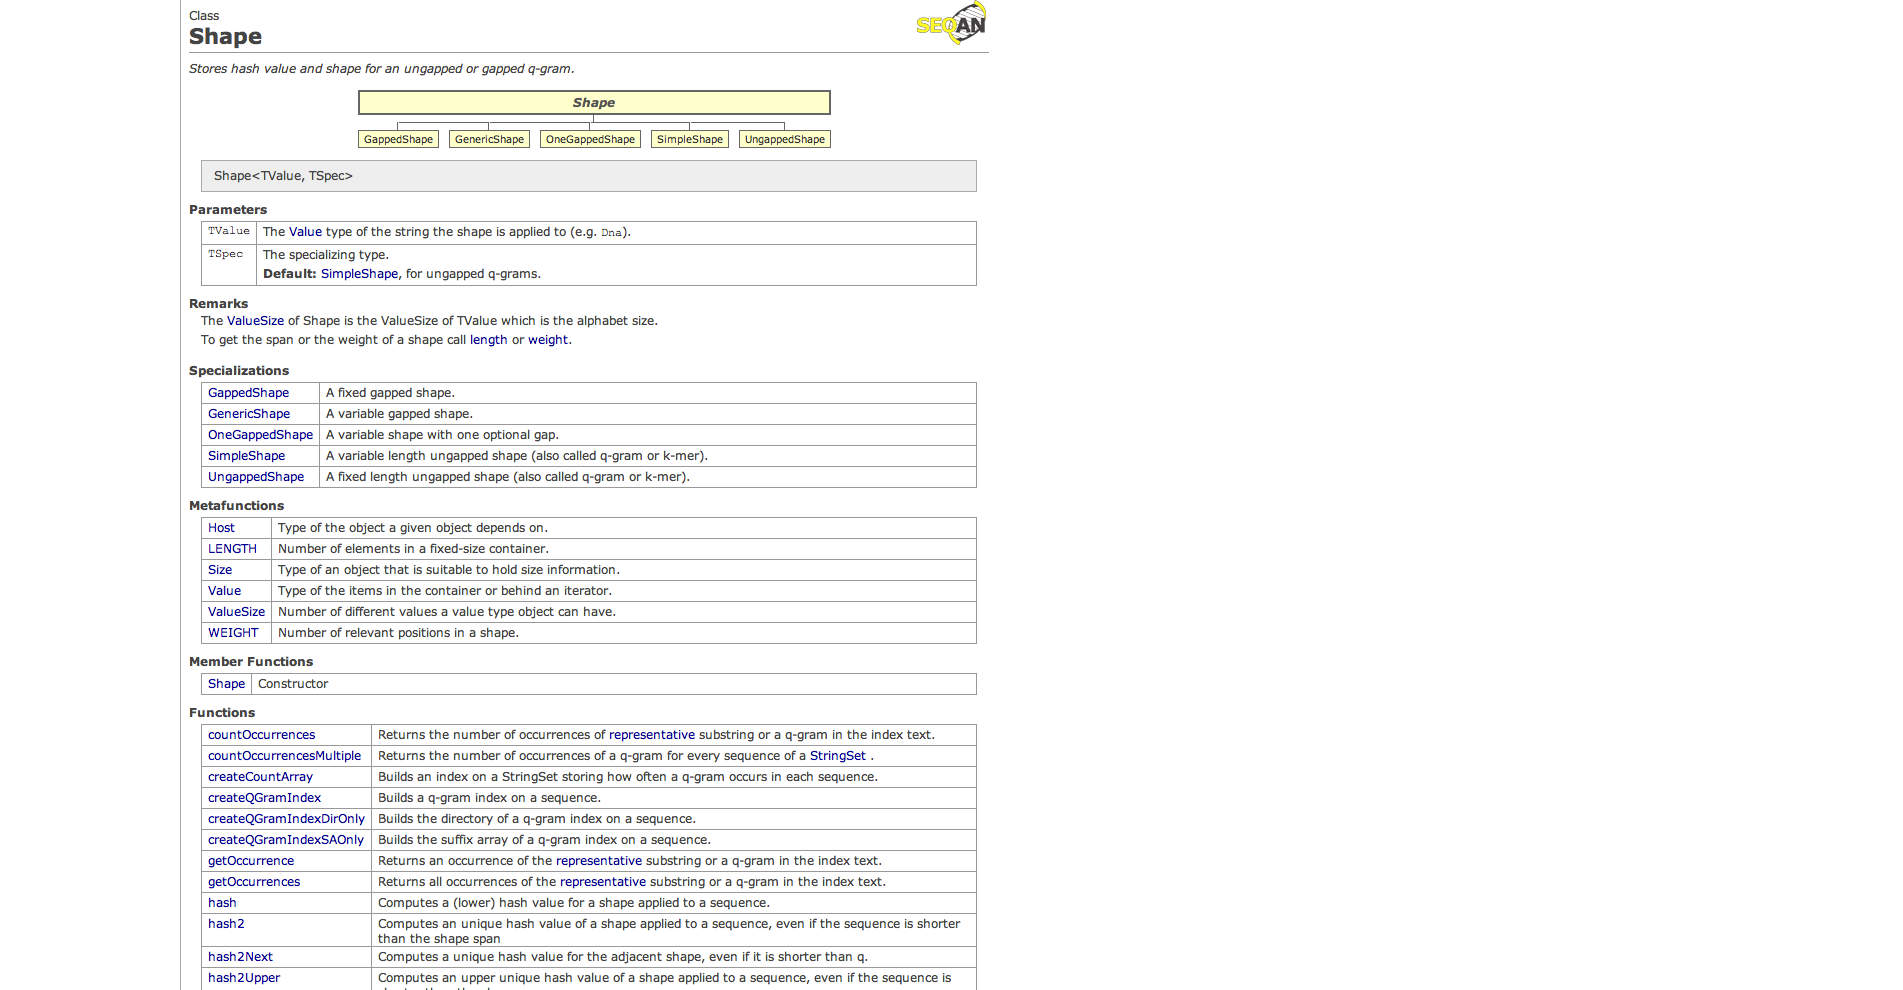 Class
Shape
SEQAN
Stores hash value and shape for an ungapped or gapped q-gram.
Shape
GappedShape GenericShape OneGappedShape SimpleShape UngappedShape
Shape<TValue, TSpec>
Parameters
TValue The Value type of the string the shape is applied to (e.g. Dna).
TSpec The specializing type.
Default: SimpleShape, for ungapped q-grams.
Remarks
The ValueSize of Shape is the ValueSize of TValue which is the alphabet size.
To get the span or the weight of a shape call length or weight.
Specializations
GappedShape A fixed gapped shape.
GenericShape A variable gapped shape.
OneGappedShape A variable shape with one optional gap.
SimpleShape A variable length ungapped shape (also called q-gram or k-mer).
UngappedShape A fixed length ungapped shape (also called q-gram or k-mer).
Metafunctions
Host Type of the object a given object depends on.
LENGTH Number of elements in a fixed-size container.
Size Type of an object that is suitable to hold size information.
Value Type of the items in the container or behind an iterator.
ValueSize Number of different values a value type object can have.
WEIGHT Number of relevant positions in a shape.
Member Functions
Shape Constructor
Functions
countOccurrences Returns the number of occurrences of representative substring or a q-gram in the index text.
countOccurrencesMultiple Returns the number of occurrences of a q-gram for every sequence of a StringSet .
createCountArray Builds an index on a StringSet storing how often a q-gram occurs in each sequence.
createQGramIndex Builds a q-gram index on a sequence.
createQGramIndexDirOnly Builds the directory of a q-gram index on a sequence.
createQGramIndexSAOnly Builds the suffix array of a q-gram index on a sequence.
getOccurrence Returns an occurrence of the representative substring or a q-gram in the index text.
getOccurrences Returns all occurrences of the representative substring or a q-gram in the index text.
hash Computes a (lower) hash value for a shape applied to a sequence.
hash2 Computes an unique hash value of a shape applied to a sequence, even if the sequence is shorter
than the shape span
hash2Next Computes a unique hash value for the adjacent shape, even if it is shorter than q.
hash2Upper Computes an upper unique hash value of a shape applied to a sequence, even if the sequence is